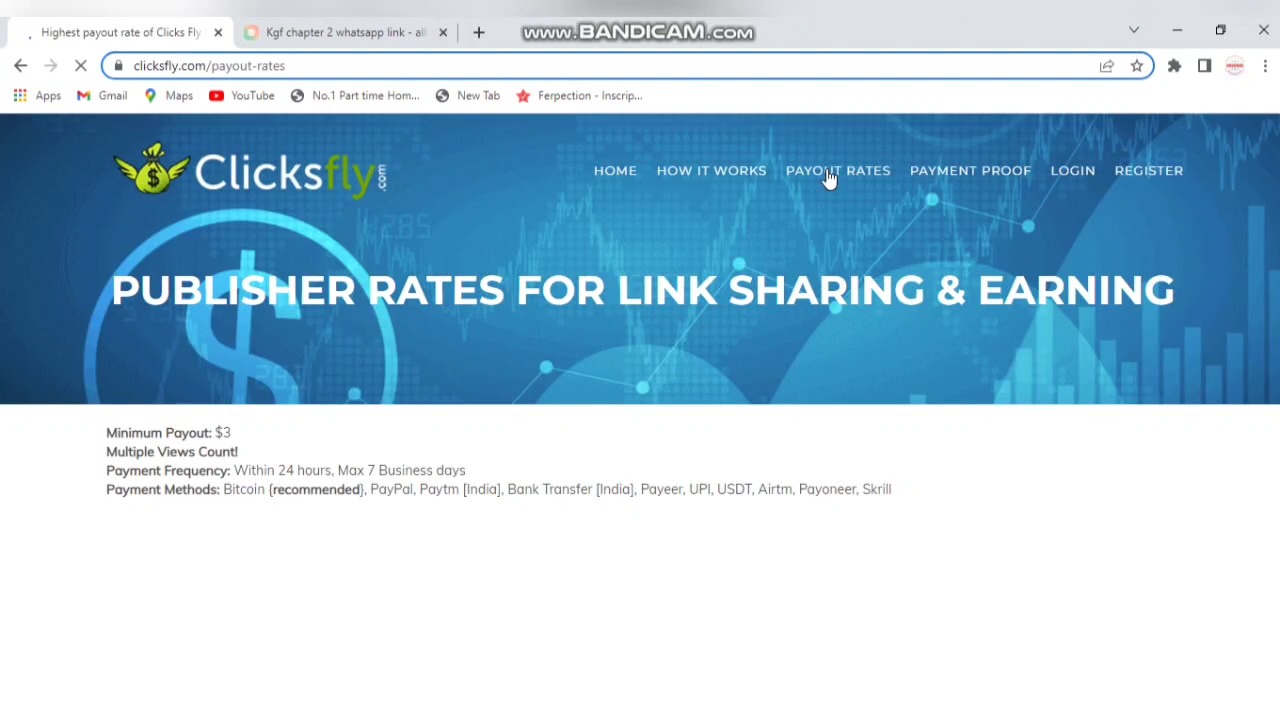 www.BANDICAM.com
Highest payout rate of Clicks Fly
Kgf chapter 2 whatsapp link - all
clicksfly.com/payout-rates
Apps
Gmail
Maps
YouTube
No.1 Part time Hom...
New Tab
Ferpection - Inscrip...
Clicksfly.com
HOME
HOW IT WORKS
PAYOUT RATES
PAYMENT PROOF
LOGIN
REGISTER
PUBLISHER RATES FOR LINK SHARING & EARNING
Minimum Payout: $3
Multiple Views Count!
Payment Frequency: Within 24 hours, Max 7 Business days
Payment Methods: Bitcoin {recommended}, PayPal, Paytm [India], Bank Transfer [India], Payeer, UPI, USDT, Airtm, Payoneer, Skrill